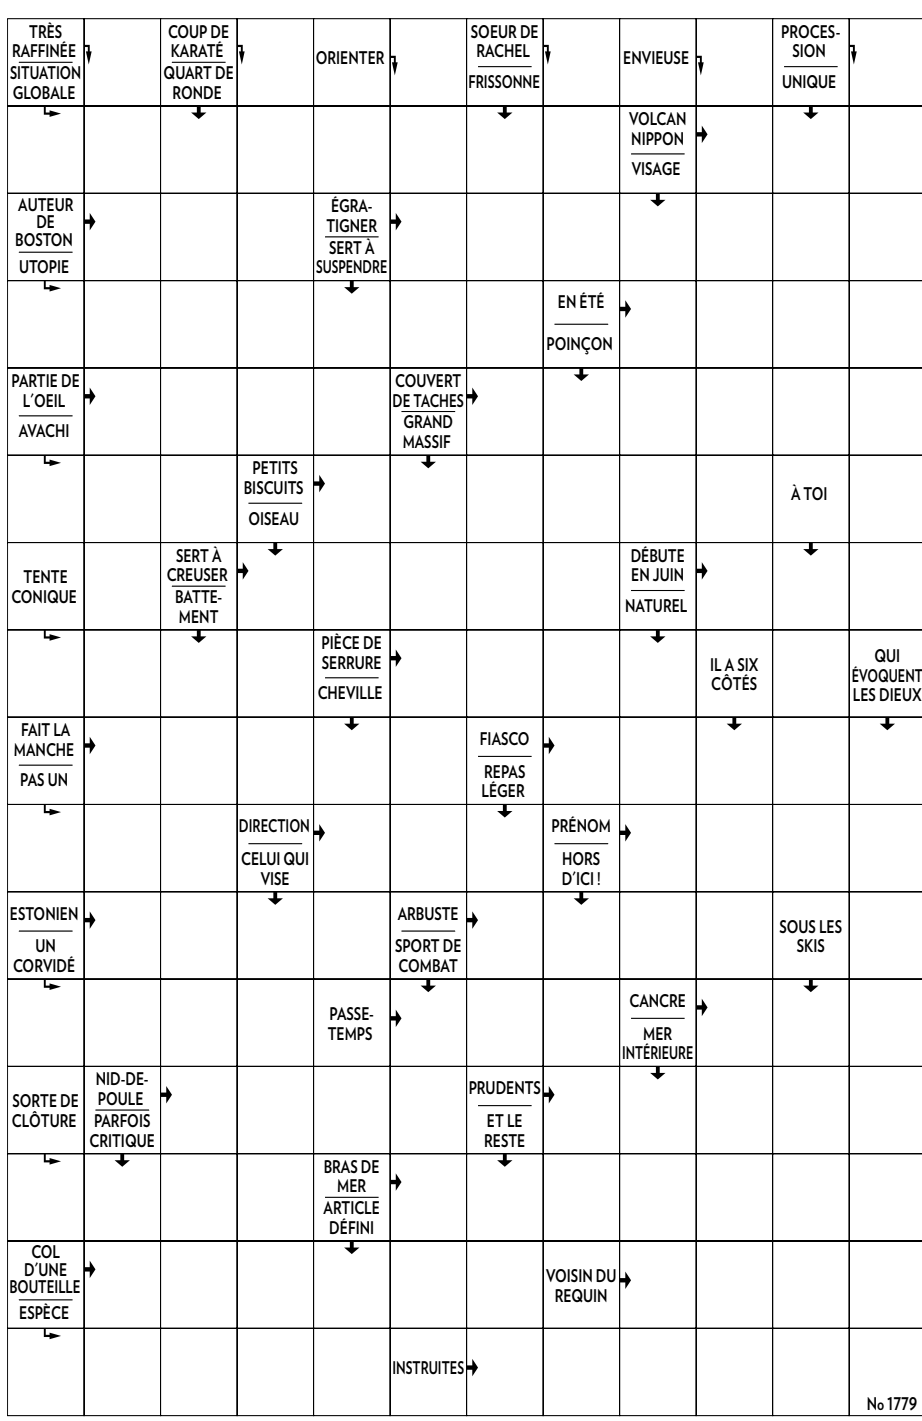 TRÈS
RAFFINÉE
SITUATION
GLOBALE
COUP DE
KARATÉ
QUART DE
RONDE
ORIENTER
SOEUR DE
RACHEL
FRISSONNE
ENVIEUSE
PROCES-
SION
UNIQUE
VOLCAN
NIPPON
VISAGE
AUTEUR
DE
BOSTON
UTOPIE
ÉGRA-
TIGNER
SERT À
SUSPENDRE
EN ÉTÉ
POINÇON
PARTIE DE
L'OEIL
AVACHI
COUVERT
DE TACHES
GRAND
MASSIF
PETITS
BISCUITS
OISEAU
À TOI
TENTE
CONIQUE
SERT À
CREUSER
BATTE-
MENT
DÉBUTE
EN JUIN
NATUREL
PIÈCE DE
SERRURE
CHEVILLE
IL A SIX
CÔTÉS
QUI
ÉVOQUENT
LES DIEUX
FAIT LA
MANCHE
PAS UN
FIASCO
REPAS
LÉGER
DIRECTION
CELUI QUI
VISE
PRÉNOM
HORS
D'ICI !
ESTONIEN
UN
CORVIDÉ
ARBUSTE
SPORT DE
COMBAT
SOUS LES
SKIS
PASSE-
TEMPS
CANCRE
MER
INTÉRIEURE
SORTE DE
CLÔTURE
NID-DE-
POULE
PARFOIS
CRITIQUE
PRUDENTS
ET LE
RESTE
BRAS DE
MER
ARTICLE
DÉFINI
COL
D'UNE
BOUTEILLE
ESPÈCE
VOISIN DU
REQUIN
INSTRUITES
No 1779